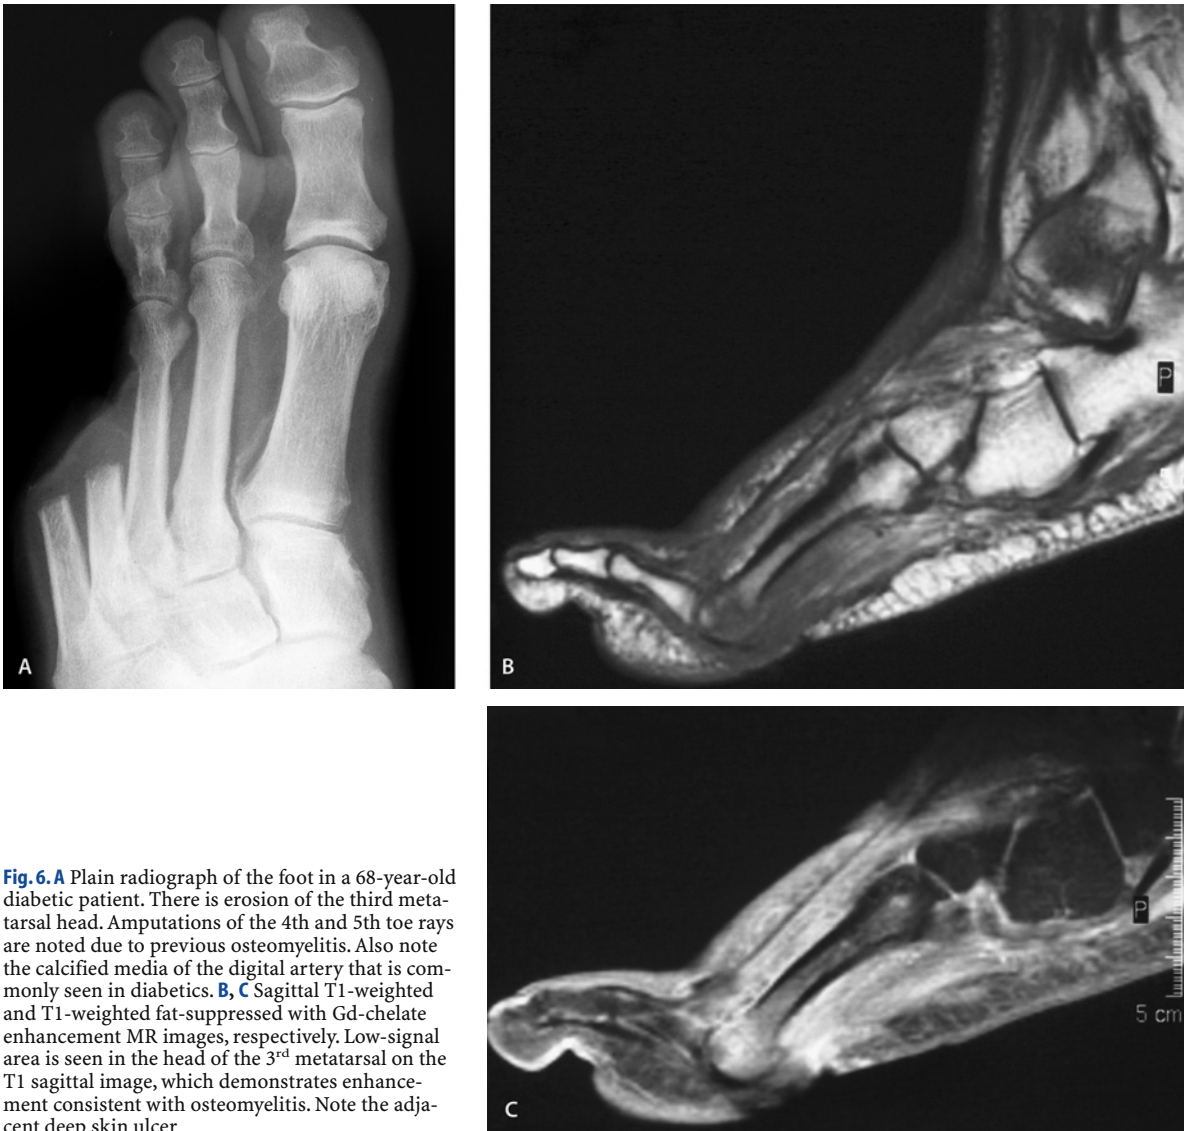 A
B
P
Fig. 6. A Plain radiograph of the foot in a 68-year-old
diabetic patient. There is erosion of the third meta-
tarsal head. Amputations of the 4th and 5th toe rays
are noted due to previous osteomyelitis. Also note
the calcified media of the digital artery that is com-
monly seen in diabetics. B, C Sagittal T1-weighted
and T1-weighted fat-suppressed with Gd-chelate
enhancement MR images, respectively. Low-signal
area is seen in the head of the 3rd metatarsal on the
T1 sagittal image, which demonstrates enhance-
ment consistent with osteomyelitis. Note the adja-
cent deep skin ulcer
P
5 cm
C